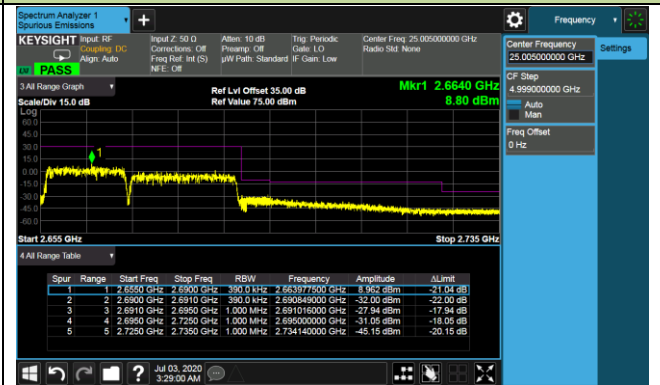 Spectrum Analyzer 1
Spurious Emissions
Frequency
KEYSIGHT
Input: RF
Coupling: DC
Align: Auto
Input Z: 50 Ω
Corrections: Off
Freq Ref: Int (S)
NFE: Off
Atten: 10 dB
Preamp: Off
µW Path: Standard
Trig: Periodic
Gate: LO
IF Gain: Low
Center Freq: 25.005000000 GHz
Radio Std: None
PASS
Center Frequency
25.005000000 GHz
Settings
CF Step
4.999000000 GHz
Auto
Man
Freq Offset
0 Hz
3 All Range Graph
Scale/Div 15.0 dB
Ref Lvl Offset 35.00 dB
Ref Value 75.00 dBm
Mkr1 2.6640 GHz
8.80 dBm
Log
60.0
45.0
30.0
15.0
0.00
-15.0
-30.0
-45.0
-60.0
1
Start 2.655 GHz
Stop 2.735 GHz
4 All Range Table
Spur Range Start Freq Stop Freq RBW Frequency Amplitude ΔLimit
1 1 2.6550 GHz 2.6900 GHz 390.0 kHz 2.663977500 GHz 8.962 dBm -21.04 dB
2 2 2.6900 GHz 2.6910 GHz 390.0 kHz 2.690849000 GHz -32.00 dBm -22.00 dB
3 3 2.6910 GHz 2.6950 GHz 1.000 MHz 2.691016000 GHz -27.94 dBm -17.94 dB
4 4 2.6950 GHz 2.7250 GHz 1.000 MHz 2.695000000 GHz -31.05 dBm -18.05 dB
5 5 2.7250 GHz 2.7350 GHz 1.000 MHz 2.734140000 GHz -45.15 dBm -20.15 dB
Jul 03, 2020
3:29:00 AM